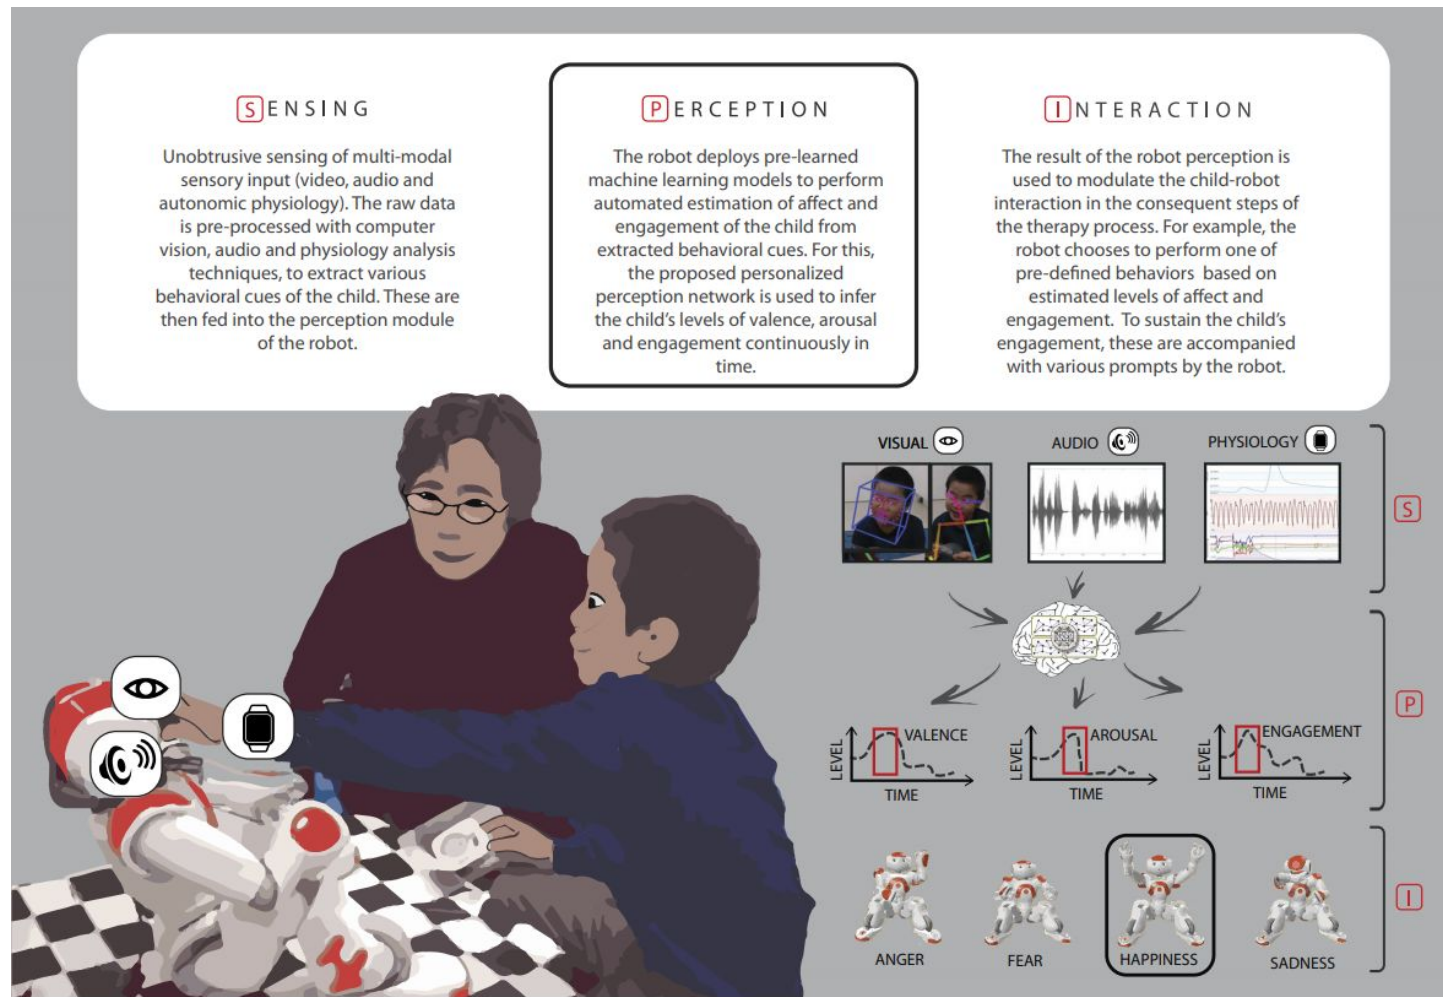 SENSING
Unobtrusive sensing of multi-modal
sensory input (video, audio and
autonomic physiology). The raw data
is pre-processed with computer
vision, audio and physiology analysis
techniques, to extract various
behavioral cues of the child. These are
then fed into the perception module
of the robot.
PERCEPTION
The robot deploys pre-learned
machine learning models to perform
automated estimation of affect and
engagement of the child from
extracted behavioral cues. For this,
the proposed personalized
perception network is used to infer
the child's levels of valence, arousal
and engagement continuously in
time.
INTERACTION
The result of the robot perception is
used to modulate the child-robot
interaction in the consequent steps of
the therapy process. For example, the
robot chooses to perform one of
pre-defined behaviors based on
estimated levels of affect and
engagement. To sustain the child's
engagement, these are accompanied
with various prompts by the robot.
VISUAL
AUDIO
PHYSIOLOGY
S
P
LEVEL
VALENCE
TIME
LEVEL
AROUSAL
TIME
LEVEL
ENGAGEMENT
TIME
I
ANGER
FEAR
HAPPINESS
SADNESS